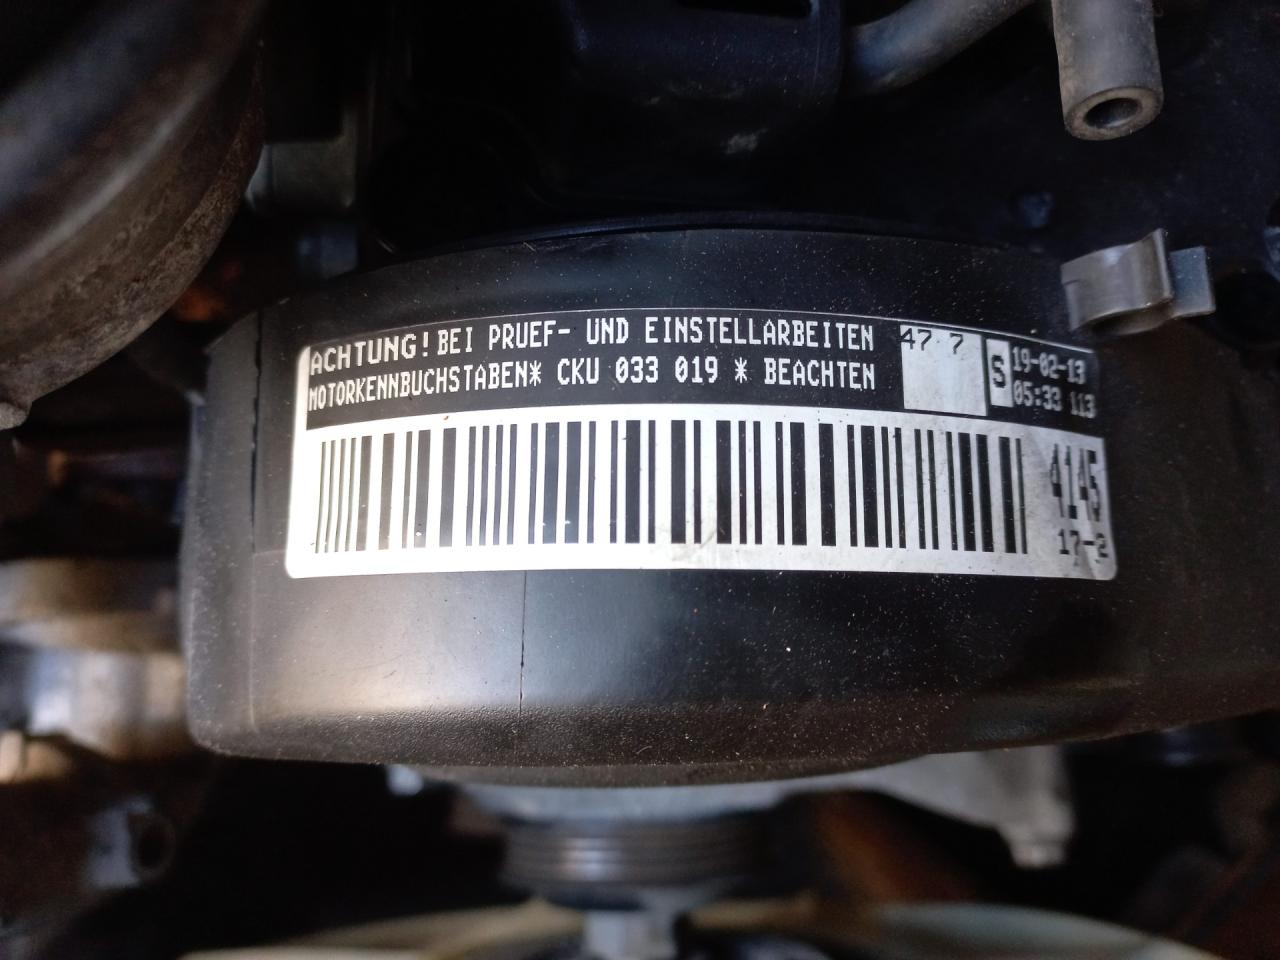 ACHTUNG! BEI PRUEF- UND EINSTELLARBEITEN
MOTORKENNBUCHSTABEN* CKU 033 019 * BEACHTEN
47 7
S
19-02-13
05:33 113
4145
17-2